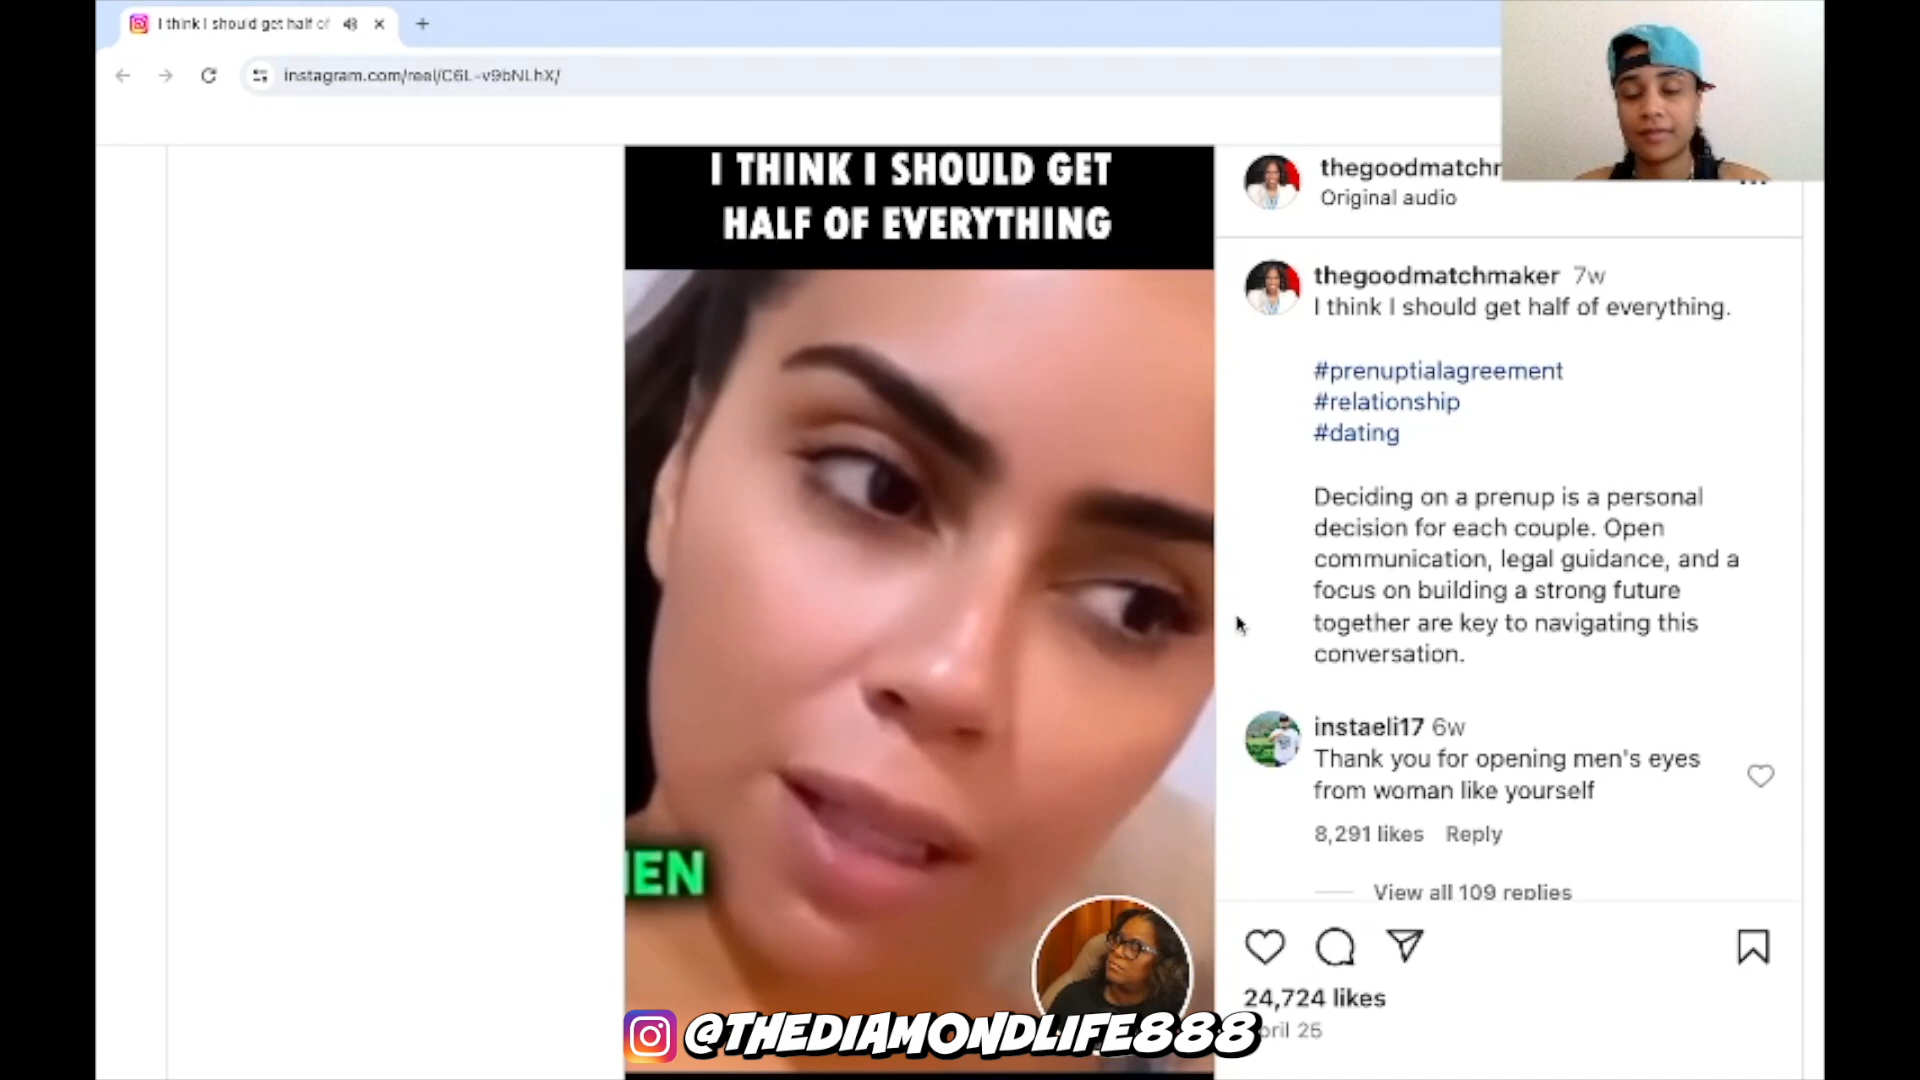 I think I should get half of
instagram.com/reel/C6L-v9bNLhX/
I THINK I SHOULD GET
HALF OF EVERYTHING
EN
@THEDIAMONDLIFE888
thegoodmatchm
Original audio
thegoodmatchmaker 7w
I think I should get half of everything.
#prenuptialagreement
#relationship
#dating
Deciding on a prenup is a personal
decision for each couple. Open
communication, legal guidance, and a
focus on building a strong future
together are key to navigating this
conversation.
instaeli17 6w
Thank you for opening men's eyes
from woman like yourself
8,291 likes Reply
View all 109 replies
24,724 likes
pril 25